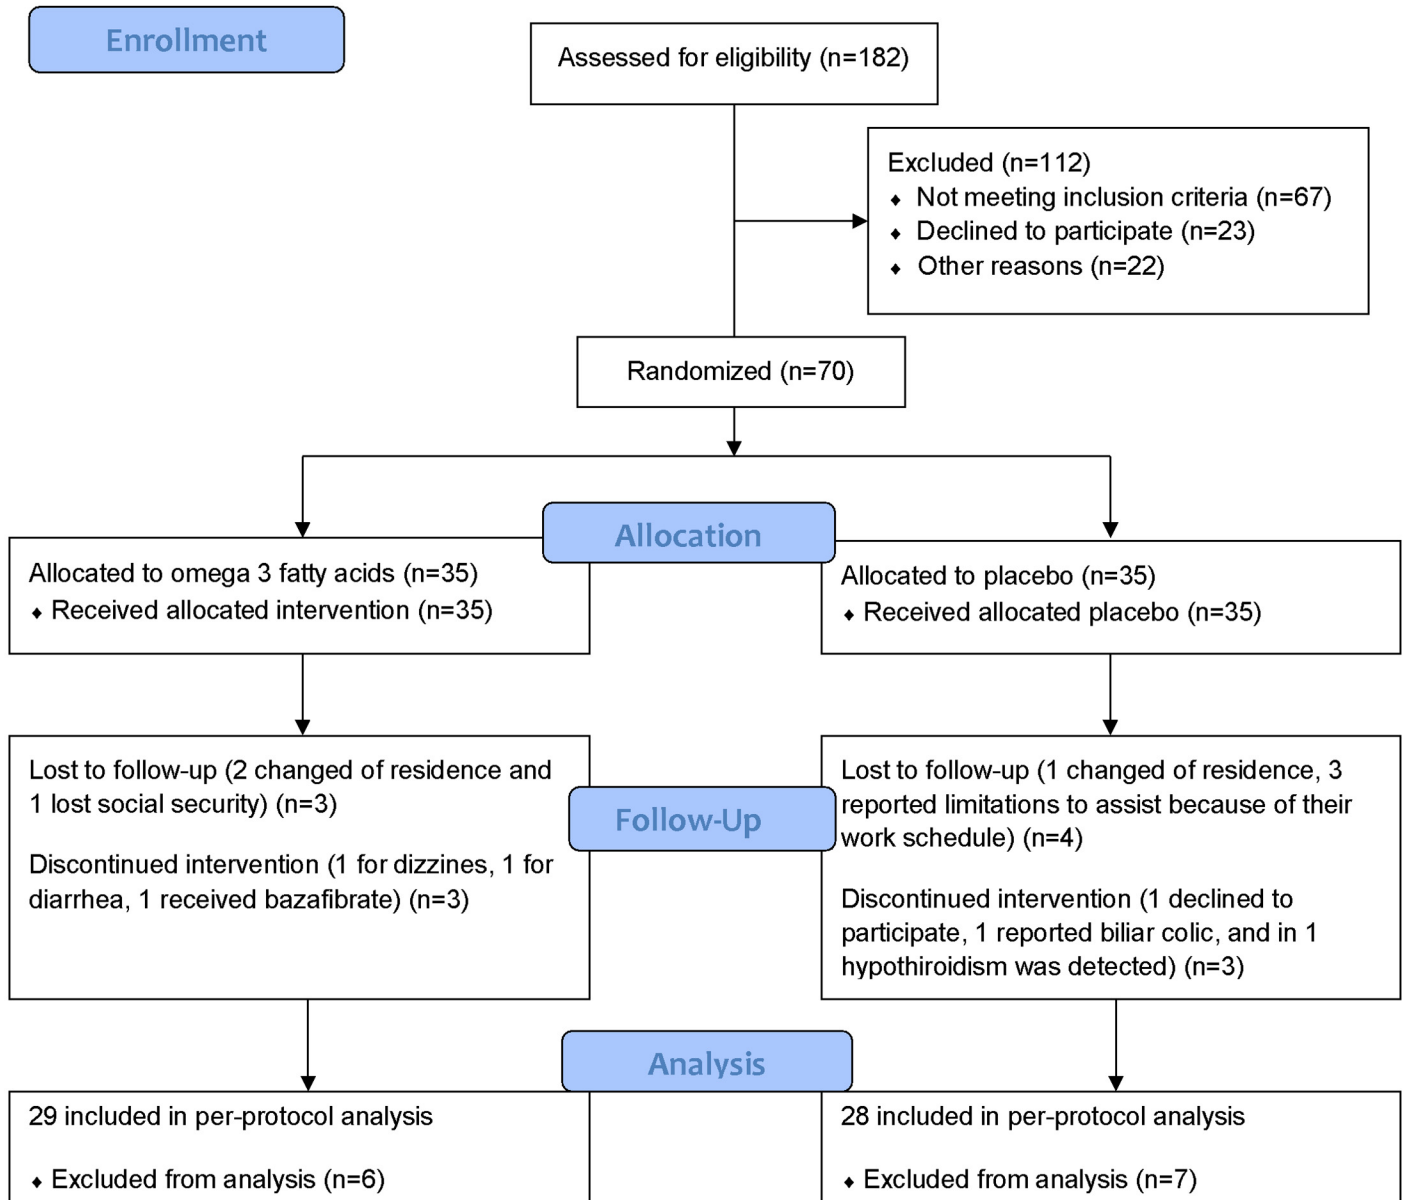 Enrollment
Assessed for eligibility (n=182)
Excluded (n=112)
♦ Not meeting inclusion criteria (n=67)
♦ Declined to participate (n=23)
♦ Other reasons (n=22)
Randomized (n=70)
Allocation
Allocated to omega 3 fatty acids (n=35)
♦ Received allocated intervention (n=35)
Allocated to placebo (n=35)
♦ Received allocated placebo (n=35)
Follow-Up
Lost to follow-up (2 changed of residence and
1 lost social security) (n=3)
Discontinued intervention (1 for dizzines, 1 for
diarrhea, 1 received bazafibrate) (n=3)
Lost to follow-up (1 changed of residence, 3
reported limitations to assist because of their
work schedule) (n=4)
Discontinued intervention (1 declined to
participate, 1 reported biliar colic, and in 1
hypothiroidism was detected) (n=3)
Analysis
29 included in per-protocol analysis
♦ Excluded from analysis (n=6)
28 included in per-protocol analysis
♦ Excluded from analysis (n=7)